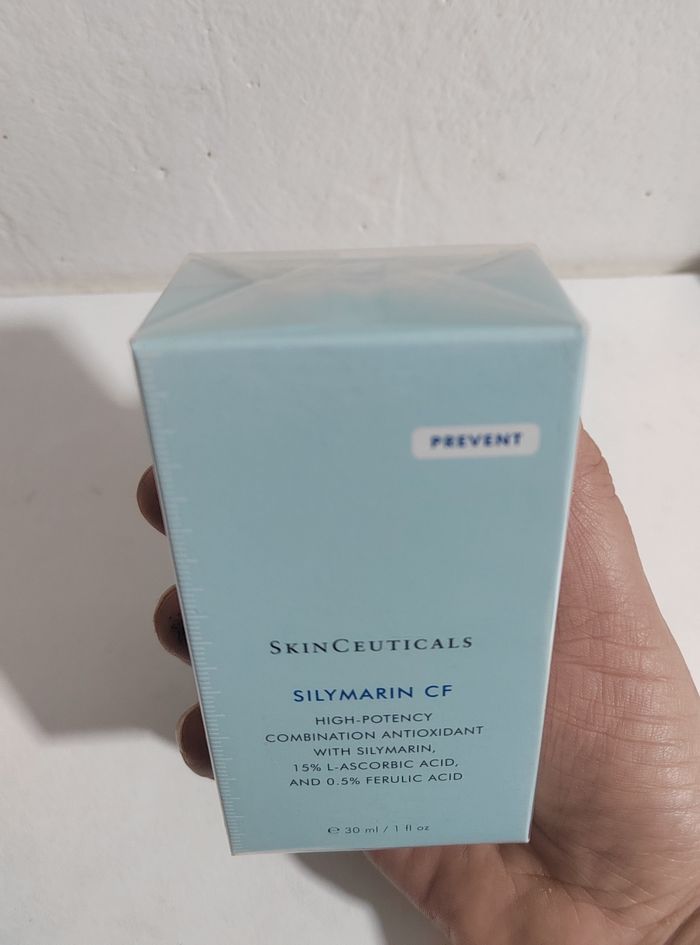 PREVENT
SKINCEUTICALS
SILYMARIN CF
HIGH-POTENCY
COMBINATION ANTIOXIDANT
WITH SILYMARIN,
15% L-ASCORBIC ACID,
AND 0.5% FERULIC ACID
℮ 30 ml / 1 fl oz